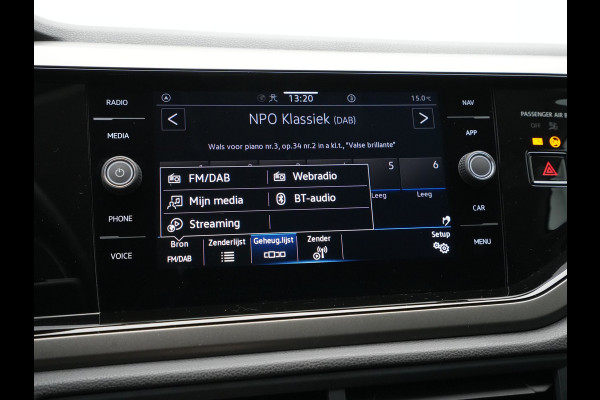 RADIO
MEDIA
PHONE
VOICE
13:20
3
15.0°C
<
NPO Klassiek (DAB)
>
Wals voor piano nr.3, op.34 nr.2 in a kl.t., "Valse brillante"
5
6
Leeg
Leeg
FM/DAB
Webradio
Mijn media
BT-audio
Streaming
Bron
FM/DAB
Zenderlijst
Geheug.lijst
Zender
Setup
NAV
APP
CAR
MENU
PASSENGER AIR
OFF